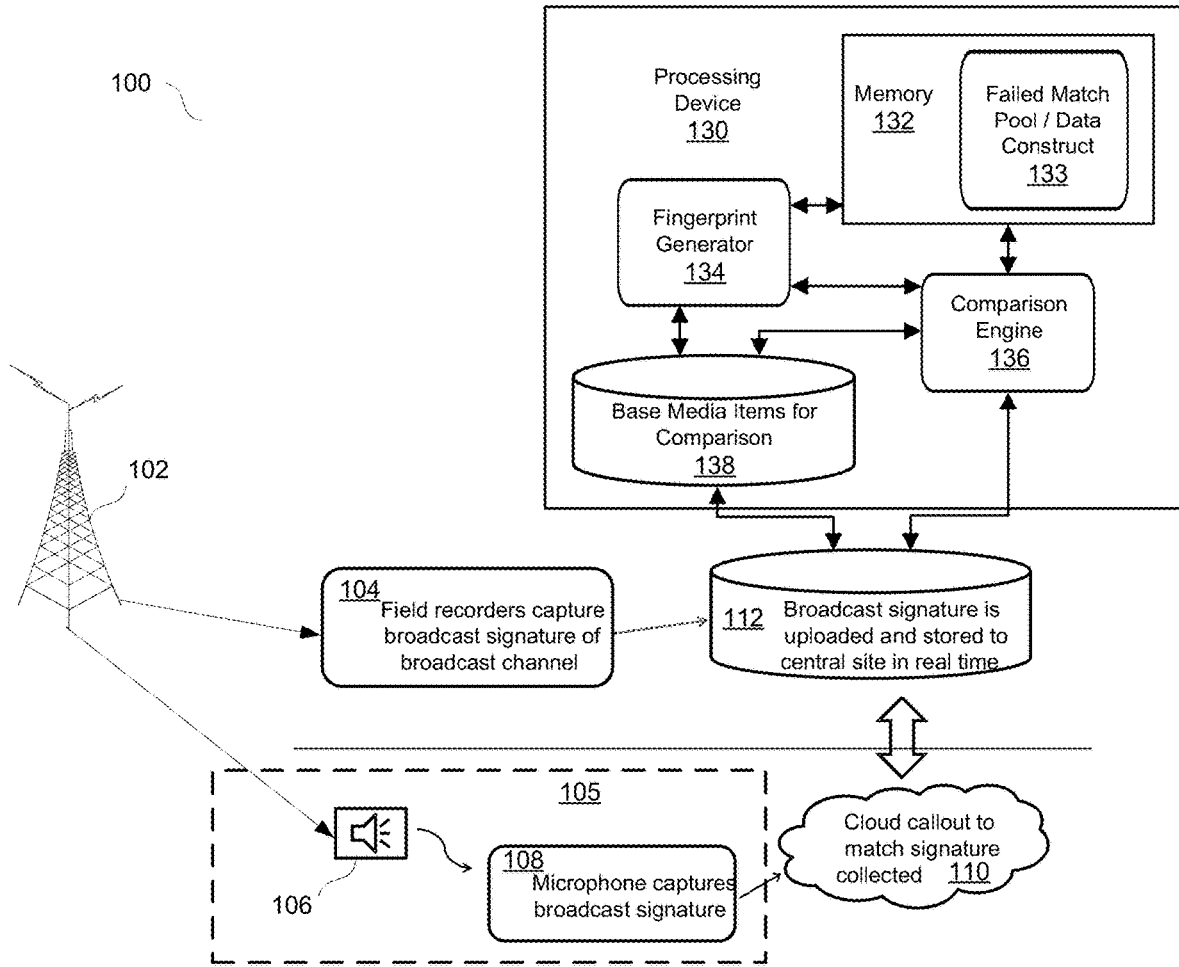 100
Processing
Device
130
Memory
132
Failed Match
Pool / Data
Construct
133
Fingerprint
Generator
134
Comparison
Engine
136
Base Media Items for
Comparison
138
102
104
Field recorders capture
broadcast signature of
broadcast channel
112
Broadcast signature is
uploaded and stored to
central site in real time
105
106
108
Microphone captures
broadcast signature
Cloud callout to
match signature
collected 110